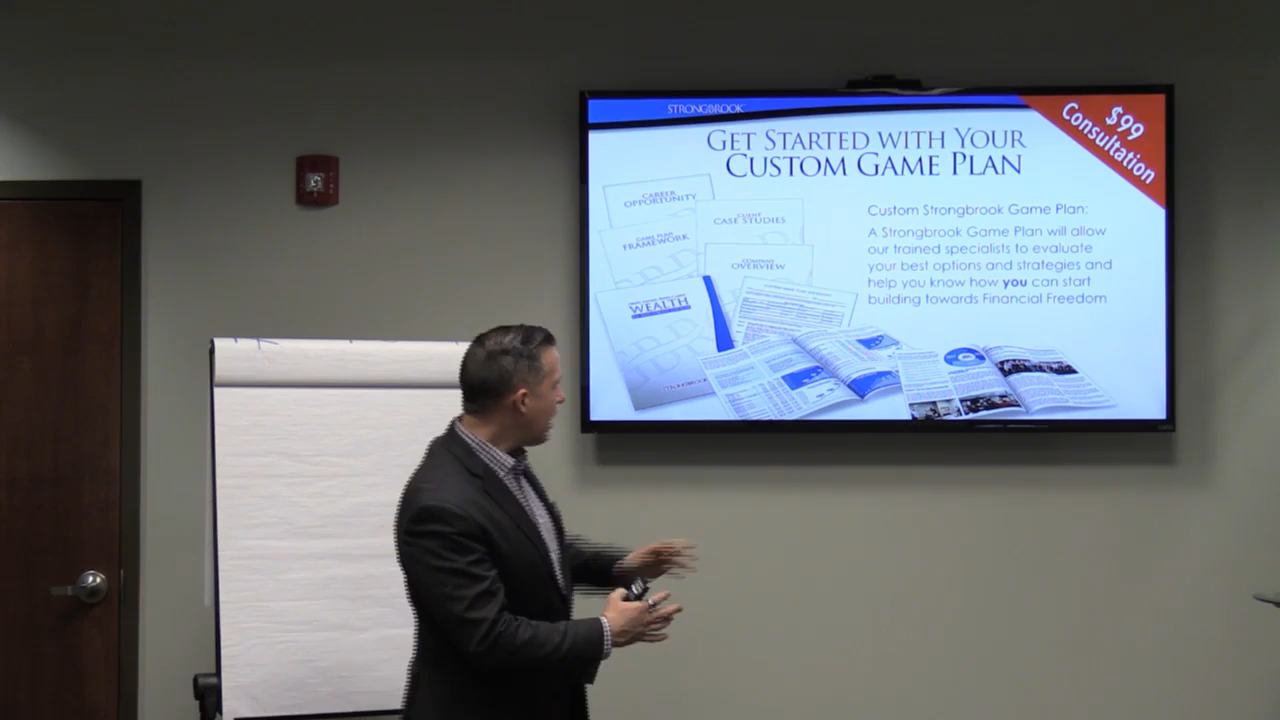 STRONGBROOK
$99
Consultation
GET STARTED WITH YOUR
CUSTOM GAME PLAN
CAREER
OPPORTUNITY
CLIENT
CASE STUDIES
GAME PLAN
FRAMEWORK
COMPANY
OVERVIEW
WEALTH
STRONGBROOK
Custom Strongbrook Game Plan:
A Strongbrook Game Plan will allow
our trained specialists to evaluate
your best options and strategies and
help you know how you can start
building towards Financial Freedom